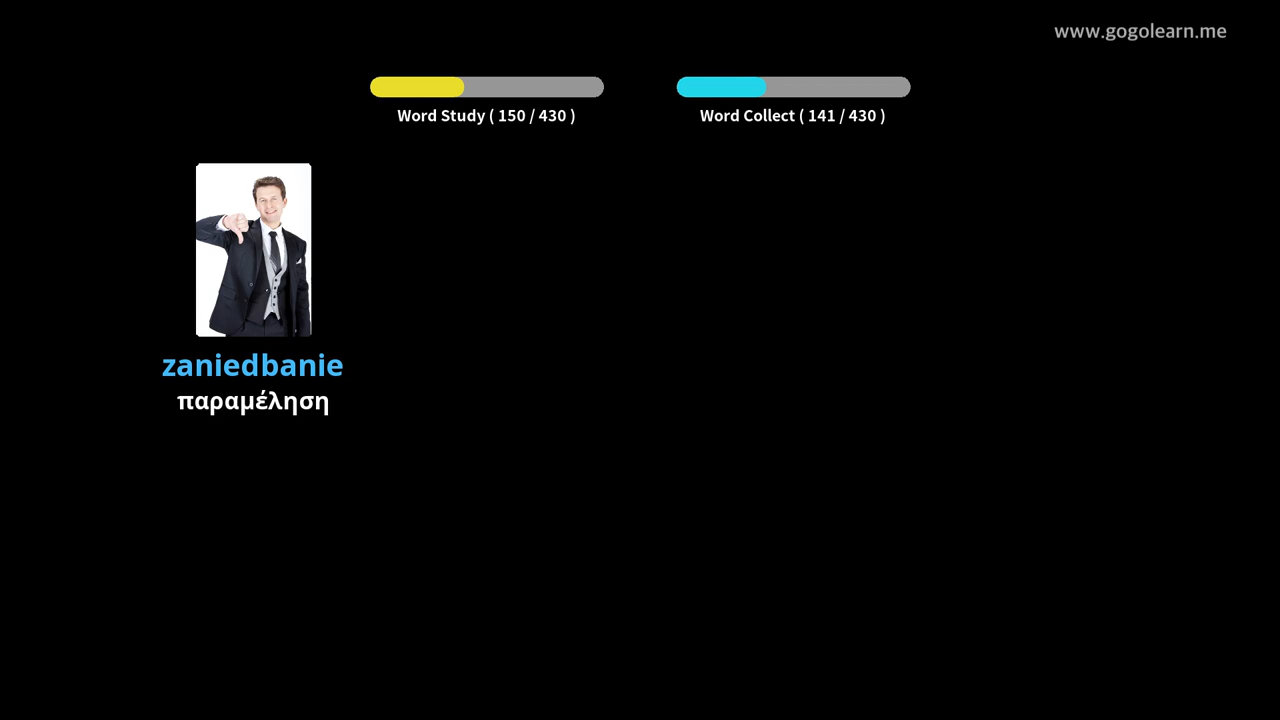 www.gogolearn.me
Word Study ( 150 / 430 )
Word Collect ( 141 / 430 )
zaniedbanie
παραμέληση